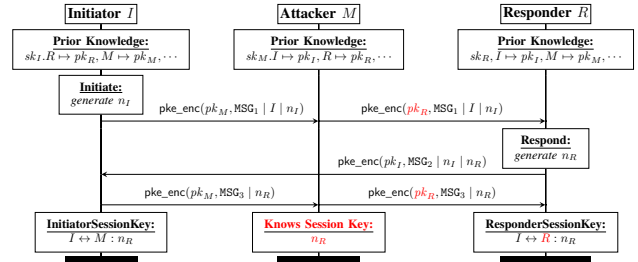 Initiator I
Attacker M
Responder R
Prior Knowledge:
sk_I. R ↦ pk_R, M ↦ pk_M, ···
Prior Knowledge:
sk_M. I ↦ pk_I, R ↦ pk_R, ···
Prior Knowledge:
sk_R, I ↦ pk_I, M ↦ pk_M, ···
Initiate:
generate n_I
pke_enc(pk_M, MSG_1 | I | n_I)
pke_enc(pk_R, MSG_1 | I | n_I)
Respond:
generate n_R
pke_enc(pk_I, MSG_2 | n_I | n_R)
pke_enc(pk_M, MSG_3 | n_R)
pke_enc(pk_R, MSG_3 | n_R)
InitiatorSessionKey:
I ↔ M : n_R
Knows Session Key:
n_R
ResponderSessionKey:
I ↔ R : n_R